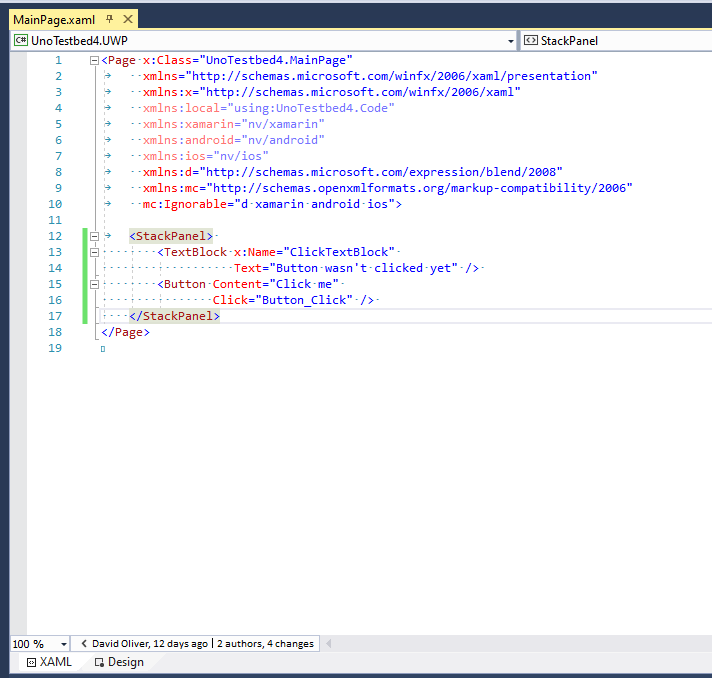 MainPage.xaml
C# UnoTestbed4.UWP
StackPanel
1 <Page x:Class="UnoTestbed4.MainPage"
2 xmlns="http://schemas.microsoft.com/winfx/2006/xaml/presentation"
3 xmlns:x="http://schemas.microsoft.com/winfx/2006/xaml"
4 xmlns:local="using:UnoTestbed4.Code"
5 xmlns:xamarin="nv/xamarin"
6 xmlns:android="nv/android"
7 xmlns:ios="nv/ios"
8 xmlns:d="http://schemas.microsoft.com/expression/blend/2008"
9 xmlns:mc="http://schemas.openxmlformats.org/markup-compatibility/2006"
10 mc:Ignorable="d xamarin android ios">
11
12 <StackPanel>
13 <TextBlock x:Name="ClickTextBlock"
14 Text="Button wasn't clicked yet" />
15 <Button Content="Click me"
16 Click="Button_Click" />
17 </StackPanel>
18 </Page>
19
100 %
David Oliver, 12 days ago | 2 authors, 4 changes
XAML
Design